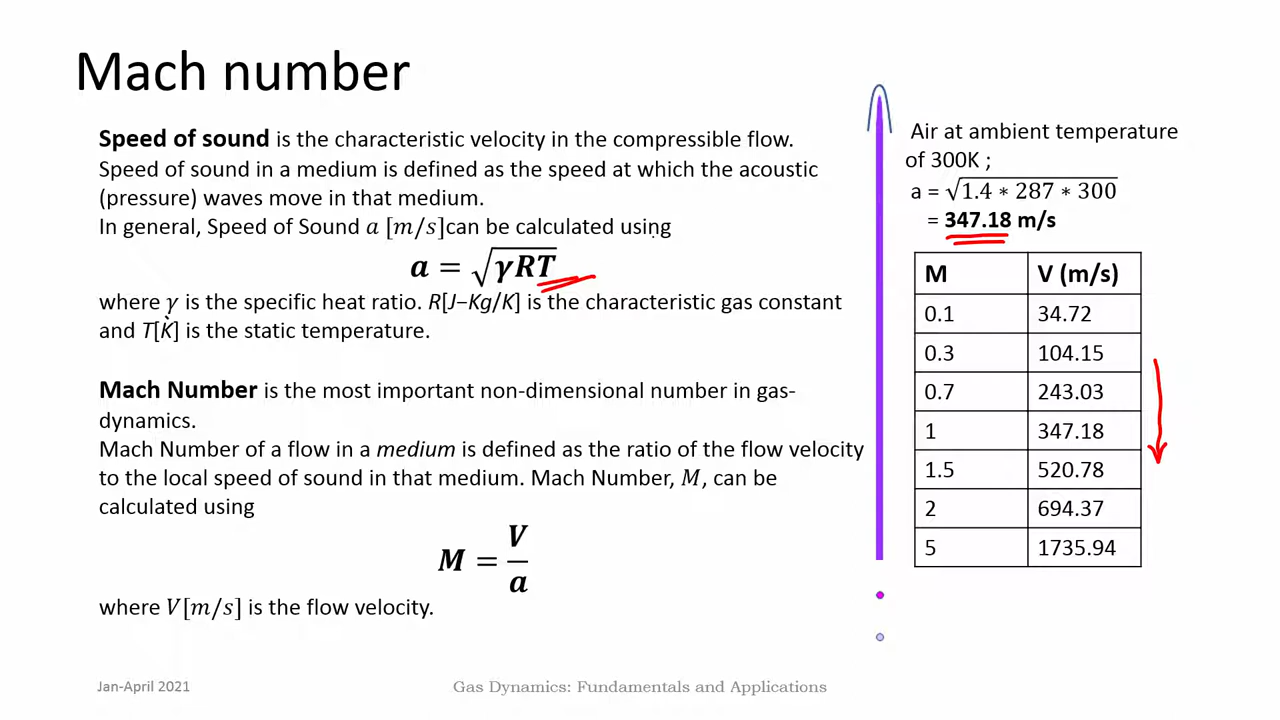 Mach number
Speed of sound is the characteristic velocity in the compressible flow.
Speed of sound in a medium is defined as the speed at which the acoustic
(pressure) waves move in that medium.
In general, Speed of Sound a [m/s]can be calculated using
a = √γRT
where γ is the specific heat ratio. R[J−Kg/K] is the characteristic gas constant
and T[K] is the static temperature.
Mach Number is the most important non-dimensional number in gas-
dynamics.
Mach Number of a flow in a medium is defined as the ratio of the flow velocity
to the local speed of sound in that medium. Mach Number, M, can be
calculated using
M = V/a
where V[m/s] is the flow velocity.
Air at ambient temperature
of 300K ;
a = √1.4 ∗ 287 ∗ 300
= 347.18 m/s
M V (m/s)
0.1 34.72
0.3 104.15
0.7 243.03
1 347.18
1.5 520.78
2 694.37
5 1735.94
Jan-April 2021
Gas Dynamics: Fundamentals and Applications